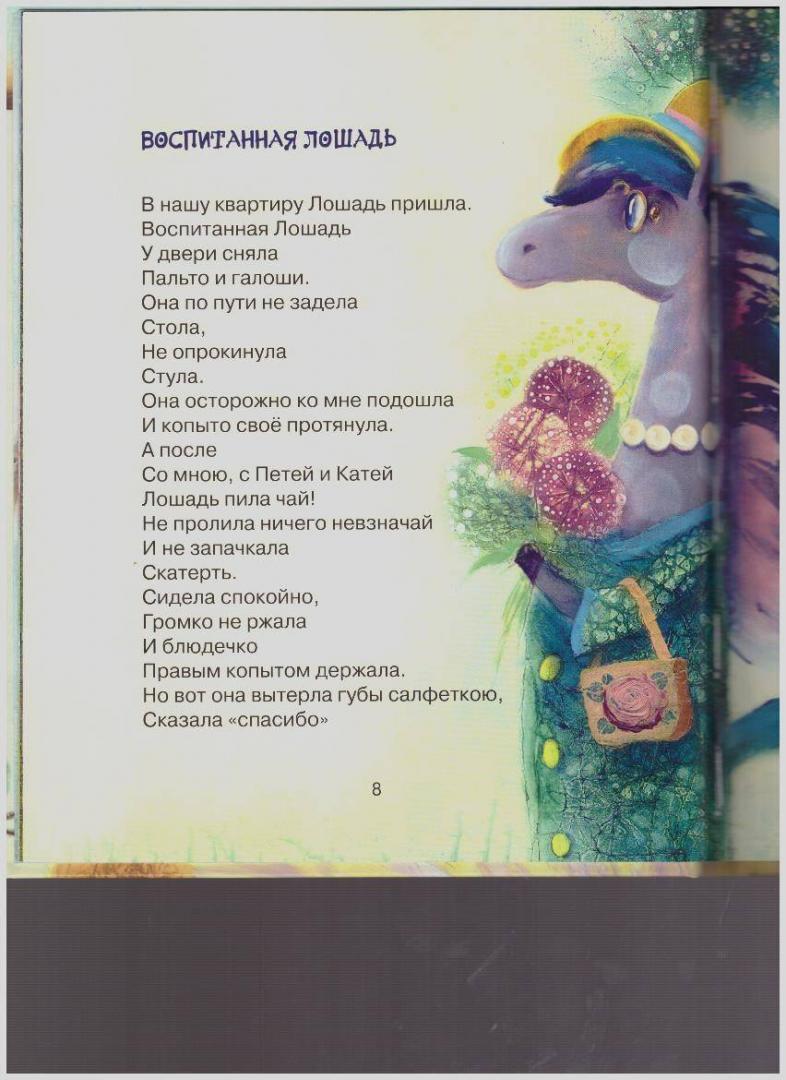 ВОСПИТАННАЯ ЛОШАДЬ
В нашу квартиру Лошадь пришла.
Воспитанная Лошадь
У двери сняла
Пальто и галоши.
Она по пути не задела
Стола,
Не опрокинула
Стула.
Она осторожно ко мне подошла
И копыто своё протянула.
А после
Со мною, с Петей и Катей
Лошадь пила чай!
Не пролила ничего невзначай
И не запачкала
Скатерть.
Сидела спокойно,
Громко не ржала
И блюдечко
Правым копытом держала.
Но вот она вытерла губы салфеткою,
Сказала «спасибо»
8